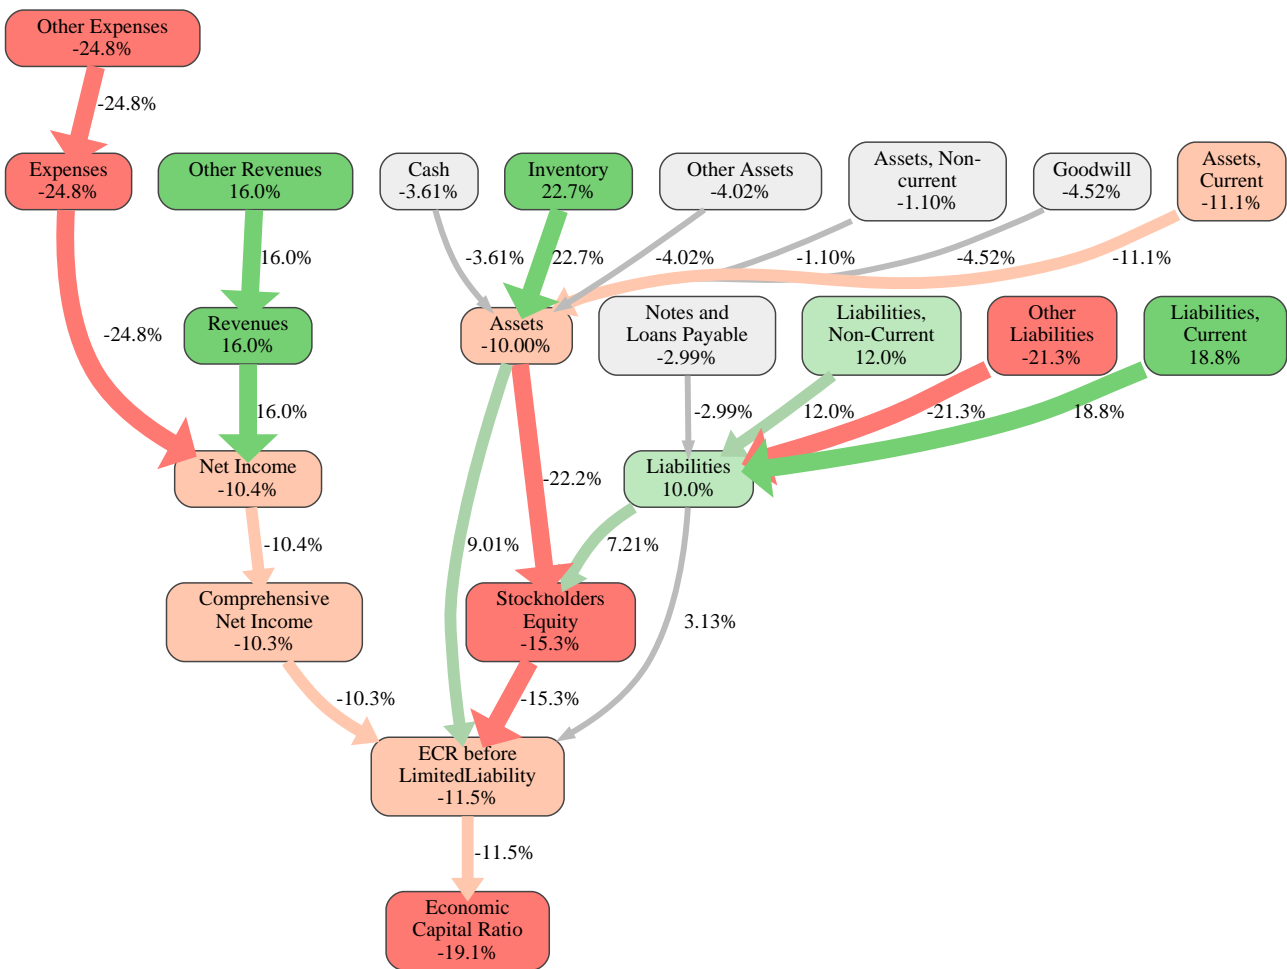 Other Expenses
-24.8%
-24.8%
Expenses
-24.8%
Other Revenues
16.0%
Cash
-3.61%
Inventory
22.7%
Other Assets
-4.02%
Assets, Non-
current
-1.10%
Goodwill
-4.52%
Assets,
Current
-11.1%
16.0%
-3.61%
22.7%
-4.02%
-1.10%
-4.52%
-11.1%
-24.8%
Revenues
16.0%
Assets
-10.00%
Notes and
Loans Payable
-2.99%
Liabilities,
Non-Current
12.0%
Other
Liabilities
-21.3%
Liabilities,
Current
18.8%
16.0%
-2.99%
12.0%
-21.3%
18.8%
Net Income
-10.4%
-22.2%
Liabilities
10.0%
-10.4%
9.01%
7.21%
3.13%
Comprehensive
Net Income
-10.3%
Stockholders
Equity
-15.3%
-10.3%
-15.3%
ECR before
LimitedLiability
-11.5%
-11.5%
Economic
Capital Ratio
-19.1%